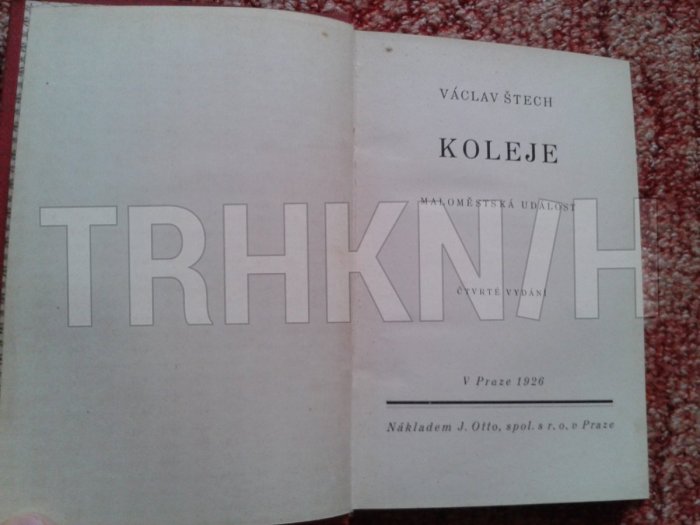 VÁCLAV ŠTECH
KOLEJE
MALOMĚSTSKÁ UDÁLOST
ČTVRTÉ VYDÁNÍ
TRHKNIH
V Praze 1926
Nákladem J. Otto, spol. s r. o. v Praze